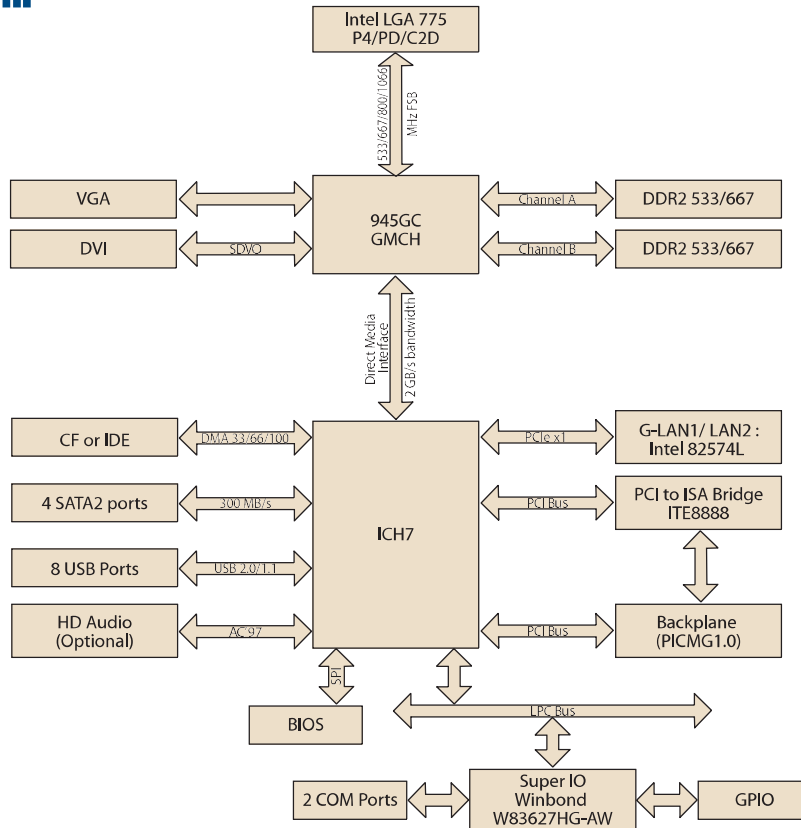 Intel LGA 775
P4/PD/C2D
533/667/800/1066
MHz FSB
VGA
945GC
GMCH
Channel A
DDR2 533/667
DVI
SDVO
Channel B
DDR2 533/667
Direct Media
Interface
2 GB/s bandwidth
CF or IDE
DMA 33/66/100
ICH7
PCIe x1
G-LAN1/ LAN2 :
Intel 82574L
4 SATA2 ports
300 MB/s
PCI Bus
PCI to ISA Bridge
ITE8888
8 USB Ports
USB 2.0/1.1
HD Audio
(Optional)
AC 97
PCI Bus
Backplane
(PICMG1.0)
SPI
BIOS
LPC Bus
2 COM Ports
Super IO
Winbond
W83627HG-AW
GPIO